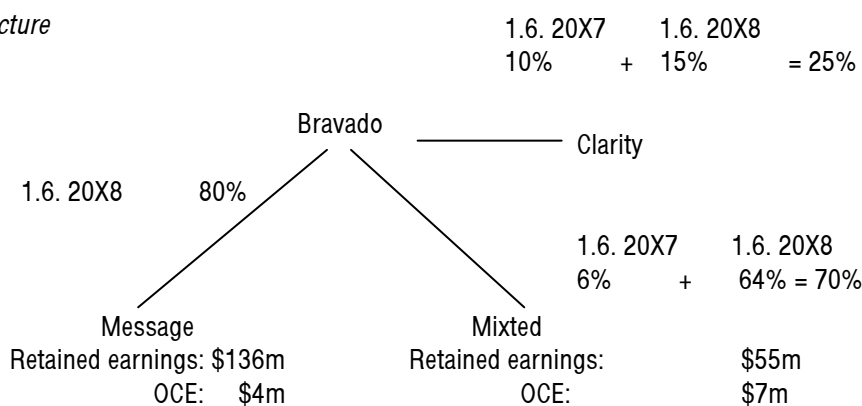 cture
1.6. 20X7 1.6. 20X8
10% + 15% = 25%
Bravado
Clarity
1.6. 20X8 80%
1.6. 20X7 1.6. 20X8
6% + 64% = 70%
Message Mixted
Retained earnings: $136m Retained earnings: $55m
OCE: $4m OCE: $7m